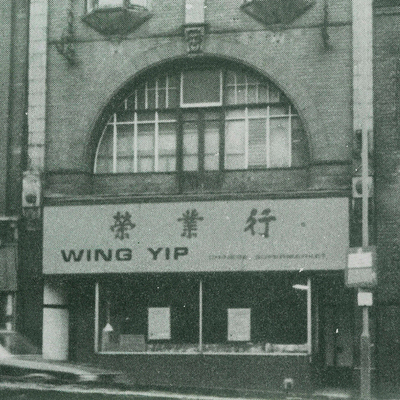 榮業行
WING YIP CHINESE SUPERMARKET